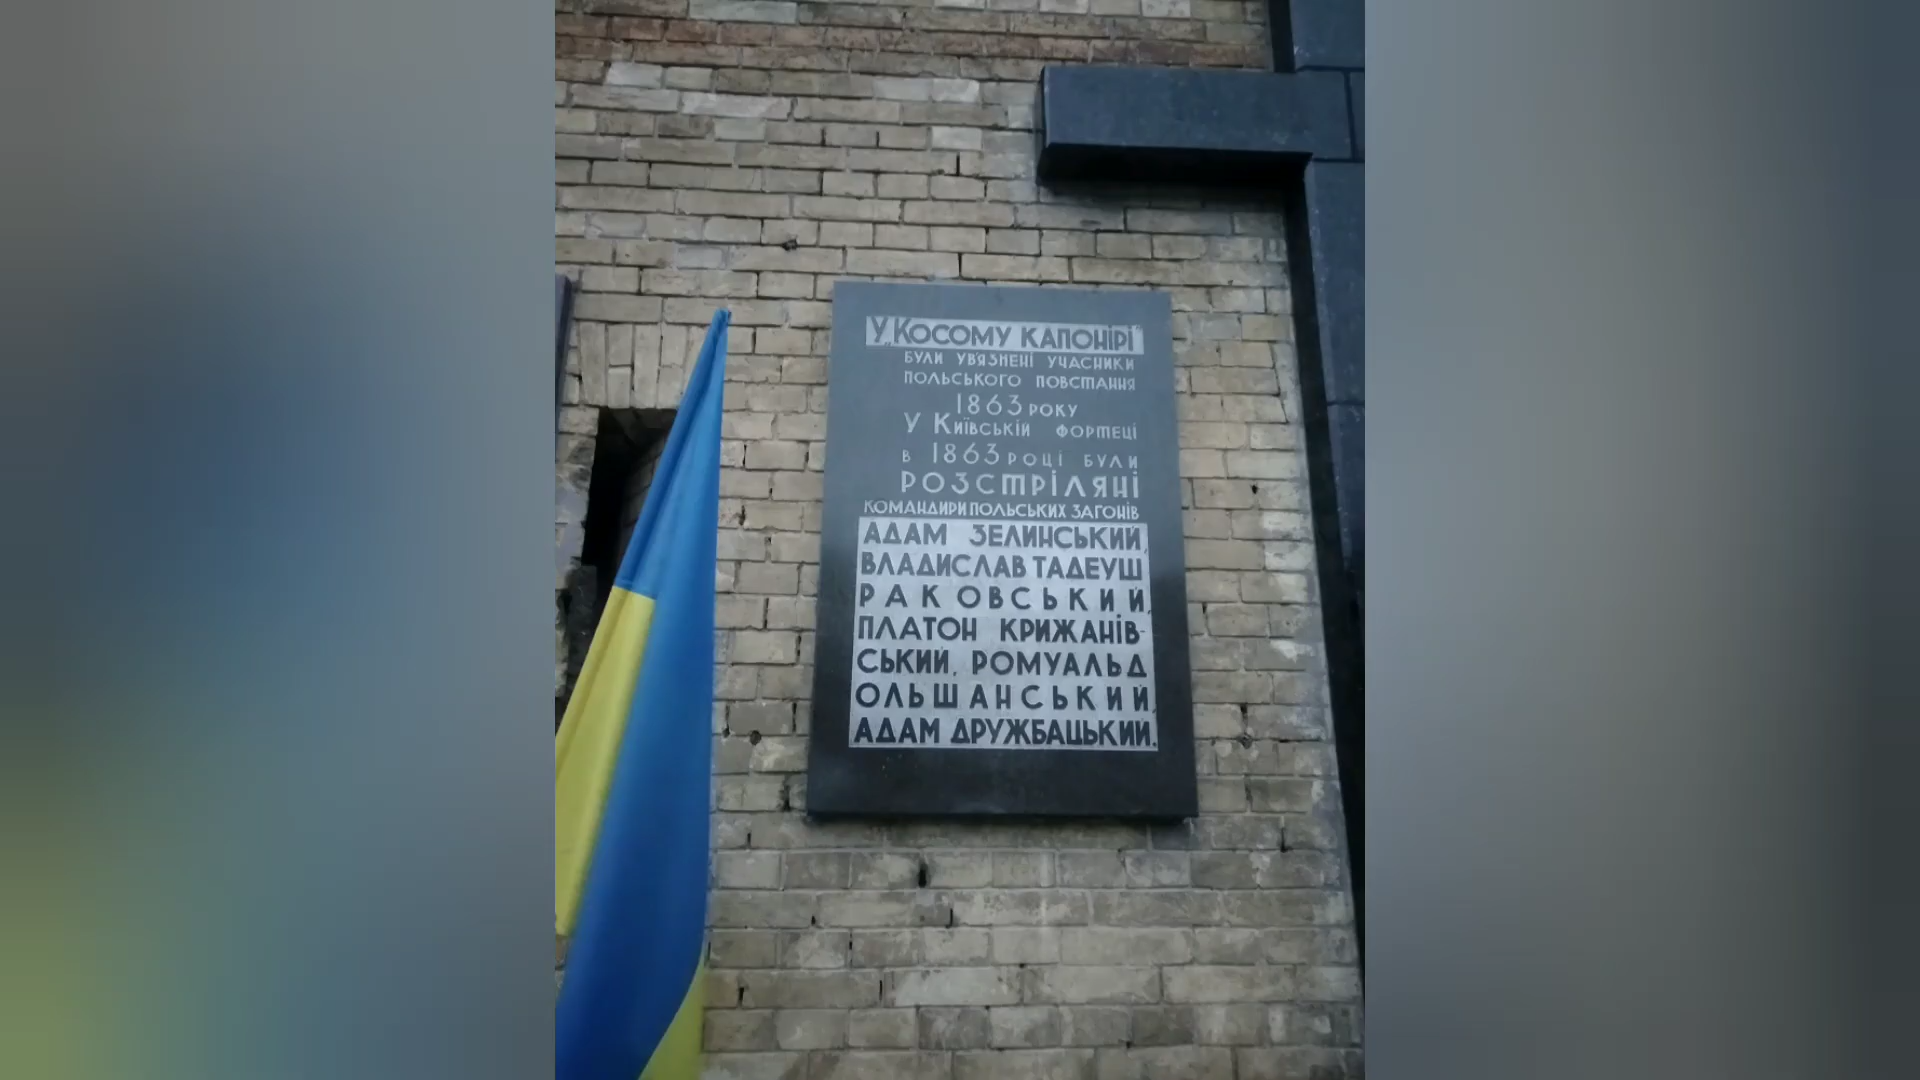 У „КОСОМУ КАПОНІРІ"
БУЛИ УВ'ЯЗНЕНІ УЧАСНИКИ
ПОЛЬСЬКОГО ПОВСТАННЯ
1863 РОКУ
У КИЇВСЬКІЙ ФОРТЕЦІ
В 1863 РОЦІ БУЛИ
РОЗСТРІЛЯНІ
КОМАНДИРИ ПОЛЬСЬКИХ ЗАГОНІВ
АДАМ ЗЕЛИНСЬКИЙ,
ВЛАДИСЛАВ ТАДЕУШ
РАКОВСЬКИЙ,
ПЛАТОН КРИЖАНІВ-
СЬКИЙ, РОМУАЛЬД
ОЛЬШАНСЬКИЙ,
АДАМ ДРУЖБАЦЬКИЙ.